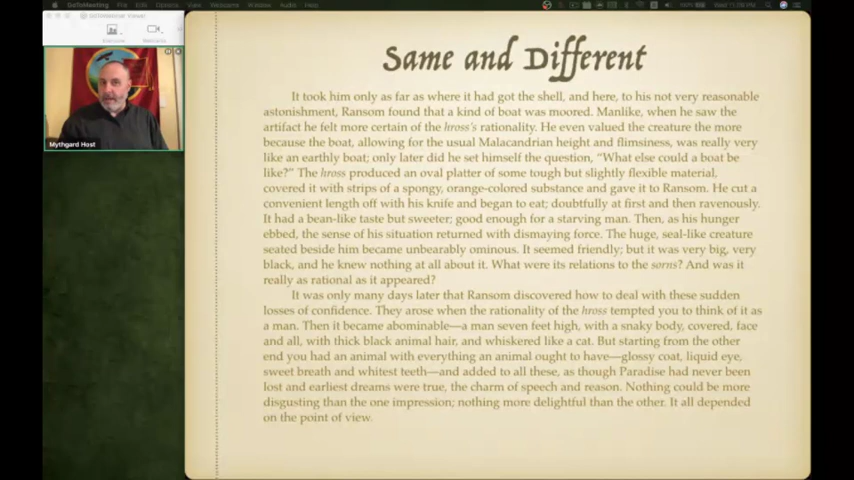 GoToMeeting File Edit Options View Webcams Window Audio Help
GoToMeeting Viewer
Webcams
Mythgard Host
Same and Different
It took him only as far as where it had got the shell, and here, to his not very reasonable
astonishment, Ransom found that a kind of boat was moored. Manlike, when he saw the
artifact he felt more certain of the hross's rationality. He even valued the creature the more
because the boat, allowing for the usual Malacandrian height and flimsiness, was really very
like an earthly boat; only later did he set himself the question, “What else could a boat be
like?” The hross produced an oval platter of some tough but slightly flexible material,
covered it with strips of a spongy, orange-colored substance and gave it to Ransom. He cut a
convenient length off with his knife and began to eat; doubtfully at first and then ravenously.
It had a bean-like taste but sweeter; good enough for a starving man. Then, as his hunger
ebbed, the sense of his situation returned with dismaying force. The huge, seal-like creature
seated beside him became unbearably ominous. It seemed friendly; but it was very big, very
black, and he knew nothing at all about it. What were its relations to the sorns? And was it
really as rational as it appeared?
It was only many days later that Ransom discovered how to deal with these sudden
losses of confidence. They arose when the rationality of the hross tempted you to think of it as
a man. Then it became abominable—a man seven feet high, with a snaky body, covered, face
and all, with thick black animal hair, and whiskered like a cat. But starting from the other
end you had an animal with everything an animal ought to have—glossy coat, liquid eye,
sweet breath and whitest teeth—and added to all these, as though Paradise had never been
lost and earliest dreams were true, the charm of speech and reason. Nothing could be more
disgusting than the one impression; nothing more delightful than the other. It all depended
on the point of view.